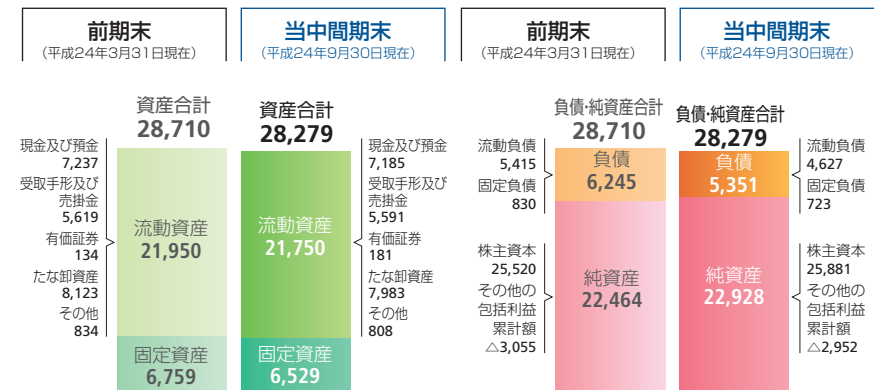 前期末
（平成24年3月31日現在）
当中間期末
（平成24年9月30日現在）
資産合計
28,710
現金及び預金
7,237
受取手形及び
売掛金
5,619
有価証券
134
たな卸資産
8,123
その他
834
流動資産
21,950
固定資産
6,759
資産合計
28,279
流動資産
21,750
固定資産
6,529
現金及び預金
7,185
受取手形及び
売掛金
5,591
有価証券
181
たな卸資産
7,983
その他
808
前期末
（平成24年3月31日現在）
当中間期末
（平成24年9月30日現在）
負債・純資産合計
28,710
流動負債
5,415
固定負債
830
株主資本
25,520
その他の
包括利益
累計額
△3,055
負債
6,245
純資産
22,464
負債・純資産合計
28,279
負債
5,351
純資産
22,928
流動負債
4,627
固定負債
723
株主資本
25,881
その他の
包括利益
累計額
△2,952